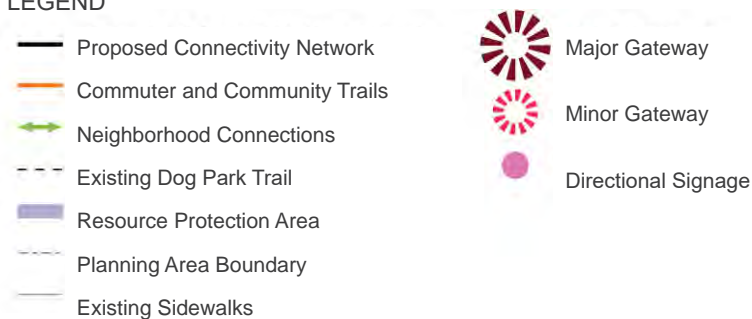 LEGEND
Proposed Connectivity Network
Commuter and Community Trails
Neighborhood Connections
Existing Dog Park Trail
Resource Protection Area
Planning Area Boundary
Existing Sidewalks
Major Gateway
Minor Gateway
Directional Signage